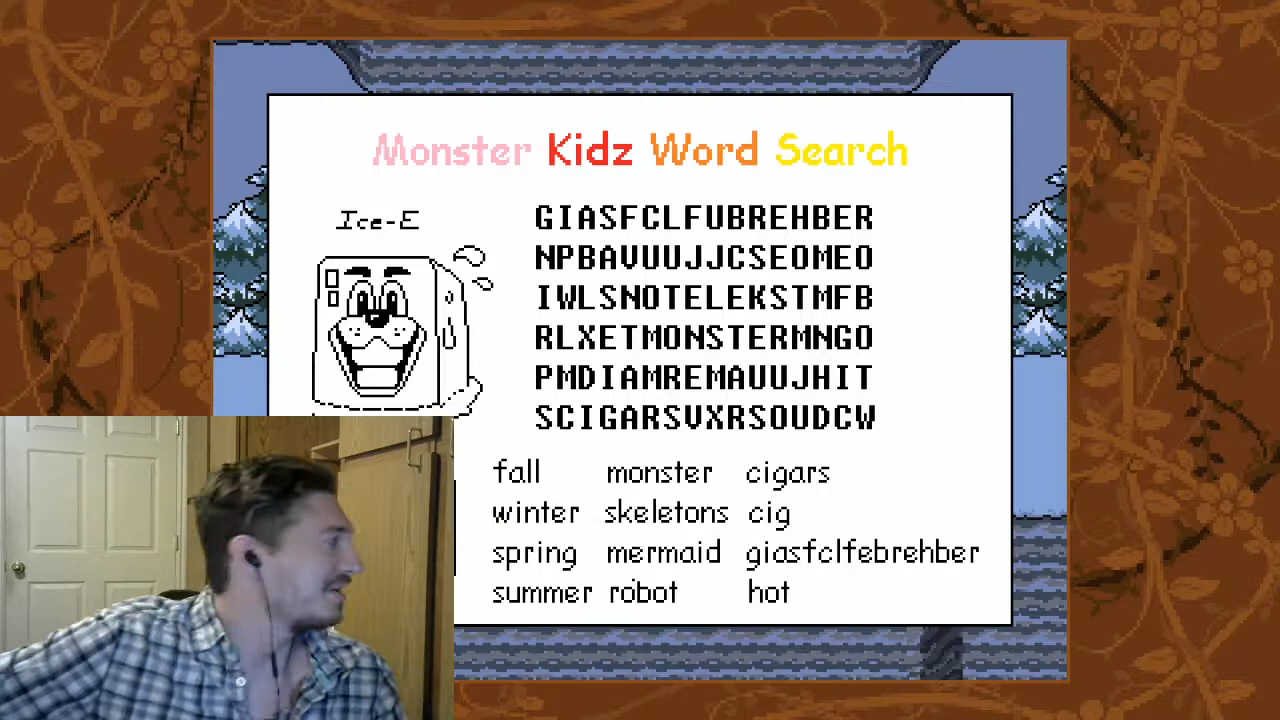 Monster Kidz Word Search
Ice-E
GIASFCLFUBREHBER
NPBAVUUJJCSEOMEO
IWLSNOTELEKSTMFB
RLXETMONSTERMNGO
PMDIAMREMAUUJHIT
SCIGARSVXRSOUDCW
fall monster cigars
winter skeletons cig
spring mermaid giasfclfebrehber
summer robot hot